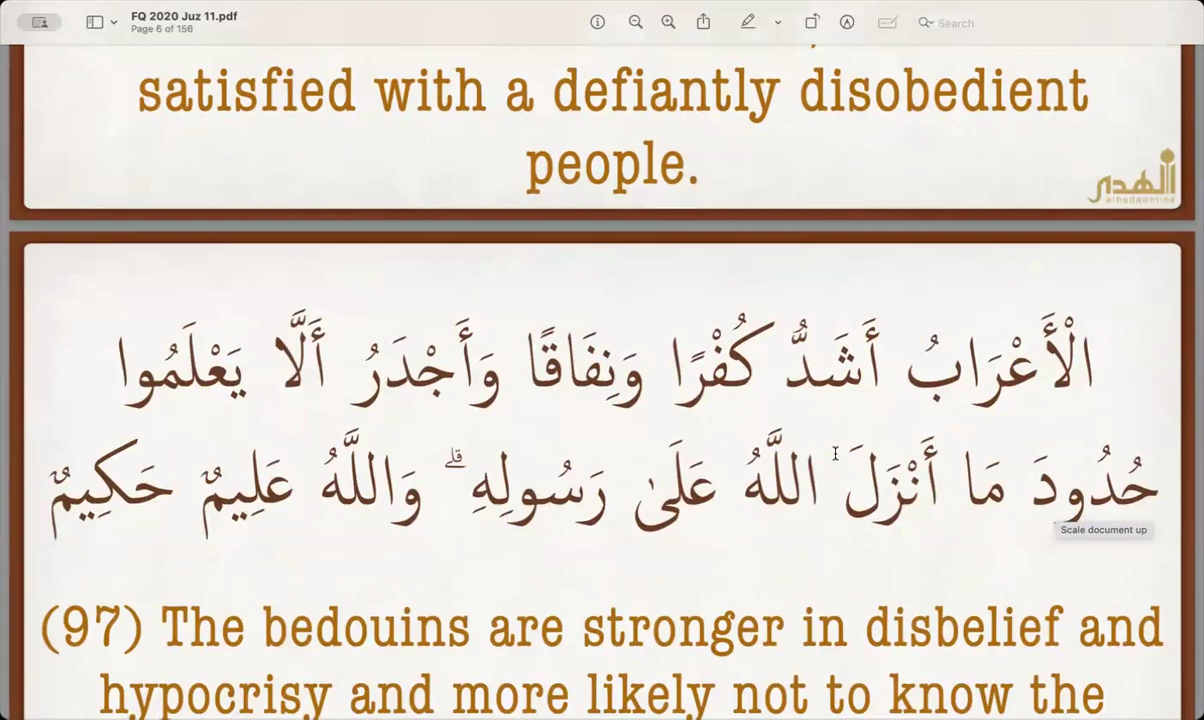 FQ 2020 Juz 11.pdf
Page 6 of 156
Search
satisfied with a defiantly disobedient
people.
الهدى
alhudaonline
الْأَعْرَابُ أَشَدُّ كُفْرًا وَنِفَاقًا وَأَجْدَرُ أَلَّا يَعْلَمُوا
حُدُودَ مَا أَنْزَلَ اللَّهُ عَلَىٰ رَسُولِهِ ۗ وَاللَّهُ عَلِيمٌ حَكِيمٌ
Scale document up
(97) The bedouins are stronger in disbelief and
hypocrisy and more likely not to know the